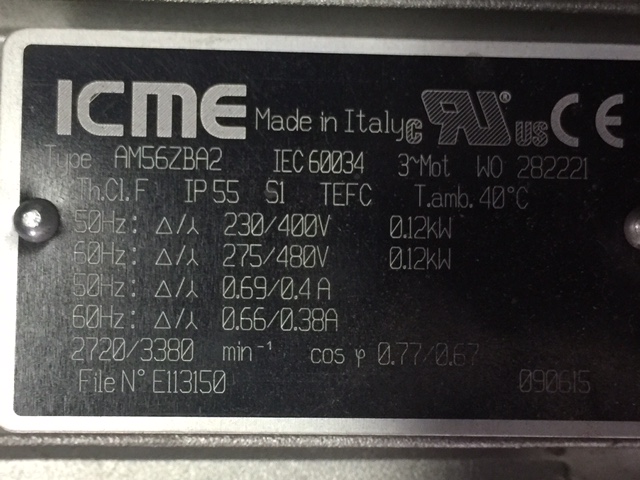 ICME Made in Italy c RU® US CE
Type AM56ZBA2 IEC 60034 3~Mot WO 282221
Th.Cl.F IP 55 S1 TEFC T.amb. 40°C
50Hz: Δ/⅄ 230/400V 0.12kW
60Hz: Δ/⅄ 275/480V 0.12kW
50Hz: Δ/⅄ 0.69/0.4 A
60Hz: Δ/⅄ 0.66/0.38A
2720/3380 min⁻¹ cos φ 0.77/0.67
File N° E113150 090615